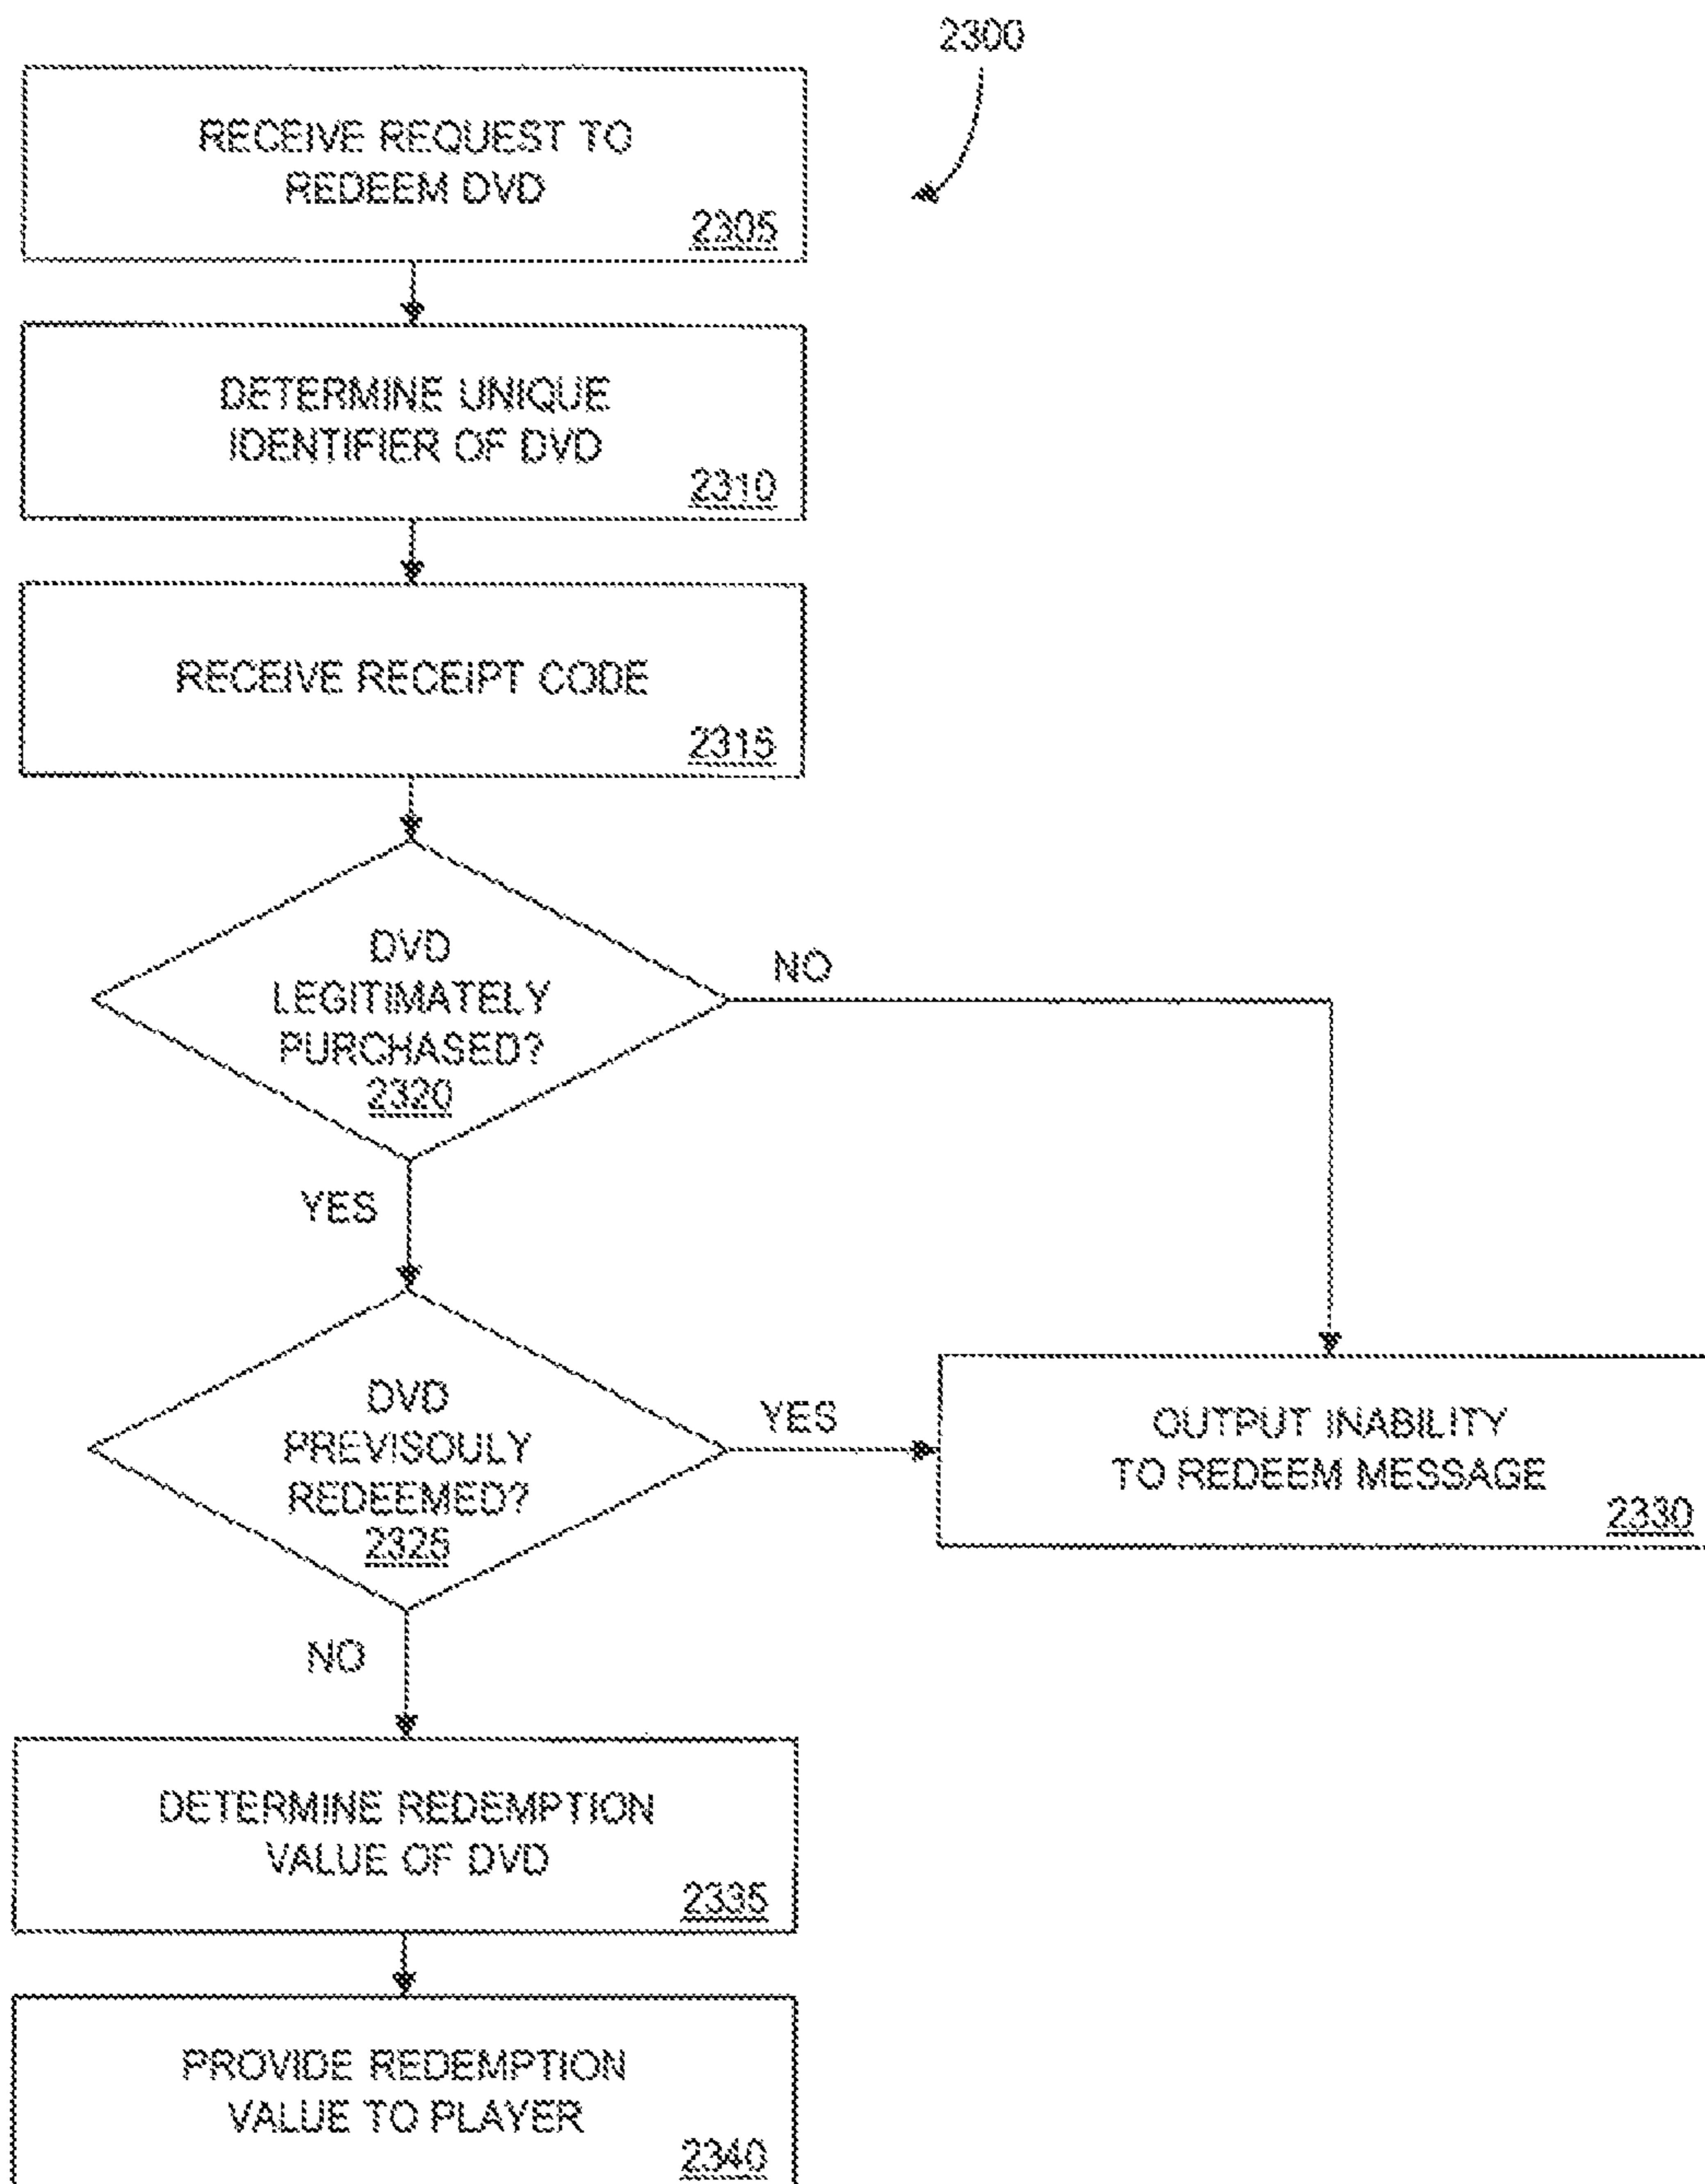 2300
RECEIVE REQUEST TO
REDEEM DVD
2305
DETERMINE UNIQUE
IDENTIFIER OF DVD
2310
RECEIVE RECEIPT CODE
2315
DVD
LEGITIMATELY
PURCHASED?
2320
NO
YES
DVD
PREVISOULY
REDEEMED?
2325
YES
OUTPUT INABILITY
TO REDEEM MESSAGE
2330
NO
DETERMINE REDEMPTION
VALUE OF DVD
2335
PROVIDE REDEMPTION
VALUE TO PLAYER
2340